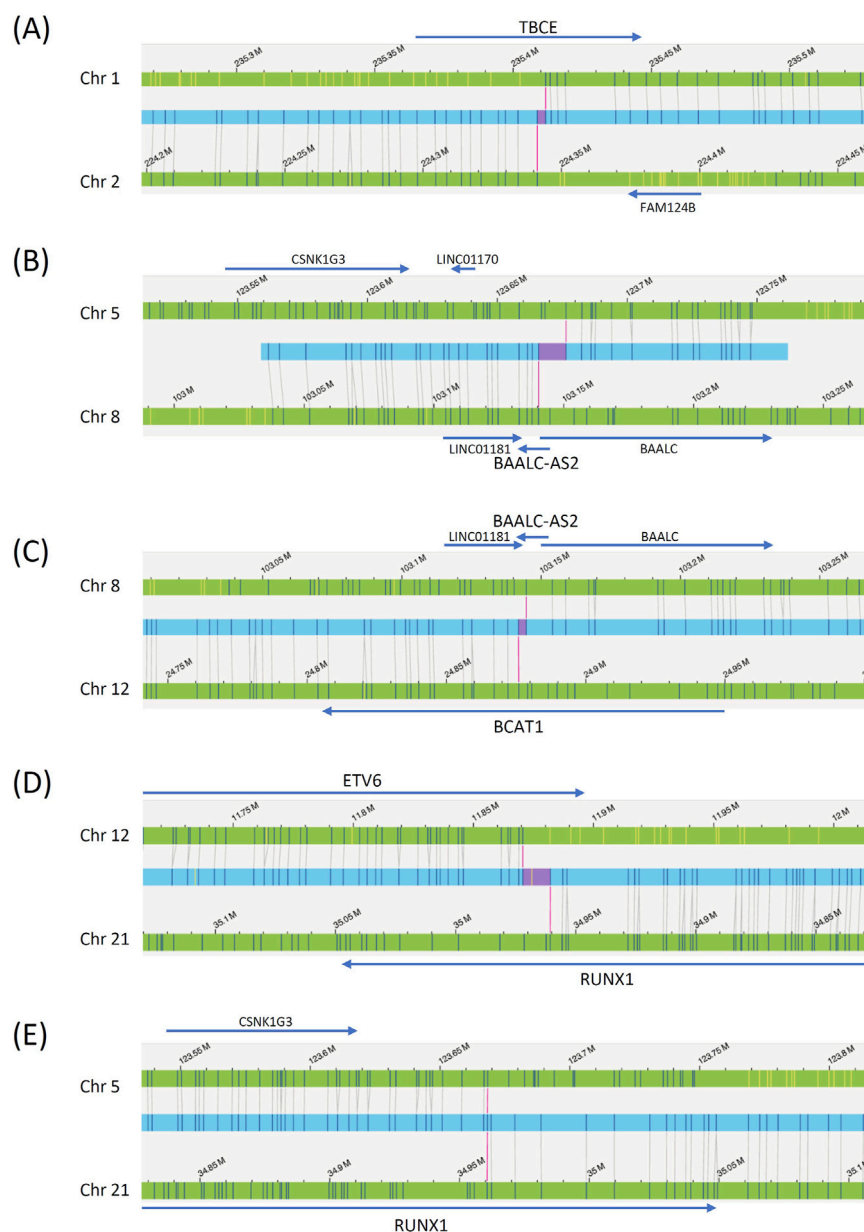 (A)
TBCE
235.3 M 235.35 M 235.4 M 235.45 M 235.5 M
Chr 1
224.2 M 224.25 M 224.3 M 224.35 M 224.4 M 224.45 M
Chr 2
FAM124B
(B)
CSNK1G3 LINC01170
123.55 M 123.6 M 123.65 M 123.7 M 123.75 M
Chr 5
103 M 103.05 M 103.1 M 103.15 M 103.2 M 103.25 M
Chr 8
LINC01181 BAALC
BAALC-AS2
(C)
BAALC-AS2
LINC01181 BAALC
103.05 M 103.1 M 103.15 M 103.2 M 103.25 M
Chr 8
24.75 M 24.8 M 24.85 M 24.9 M 24.95 M
Chr 12
BCAT1
(D)
ETV6
11.75 M 11.8 M 11.85 M 11.9 M 11.95 M 12 M
Chr 12
35.1 M 35.05 M 35 M 34.95 M 34.9 M 34.85 M
Chr 21
RUNX1
(E)
CSNK1G3
123.55 M 123.6 M 123.65 M 123.7 M 123.75 M 123.8 M
Chr 5
34.85 M 34.9 M 34.95 M 35 M 35.05 M 35.1 M
Chr 21
RUNX1